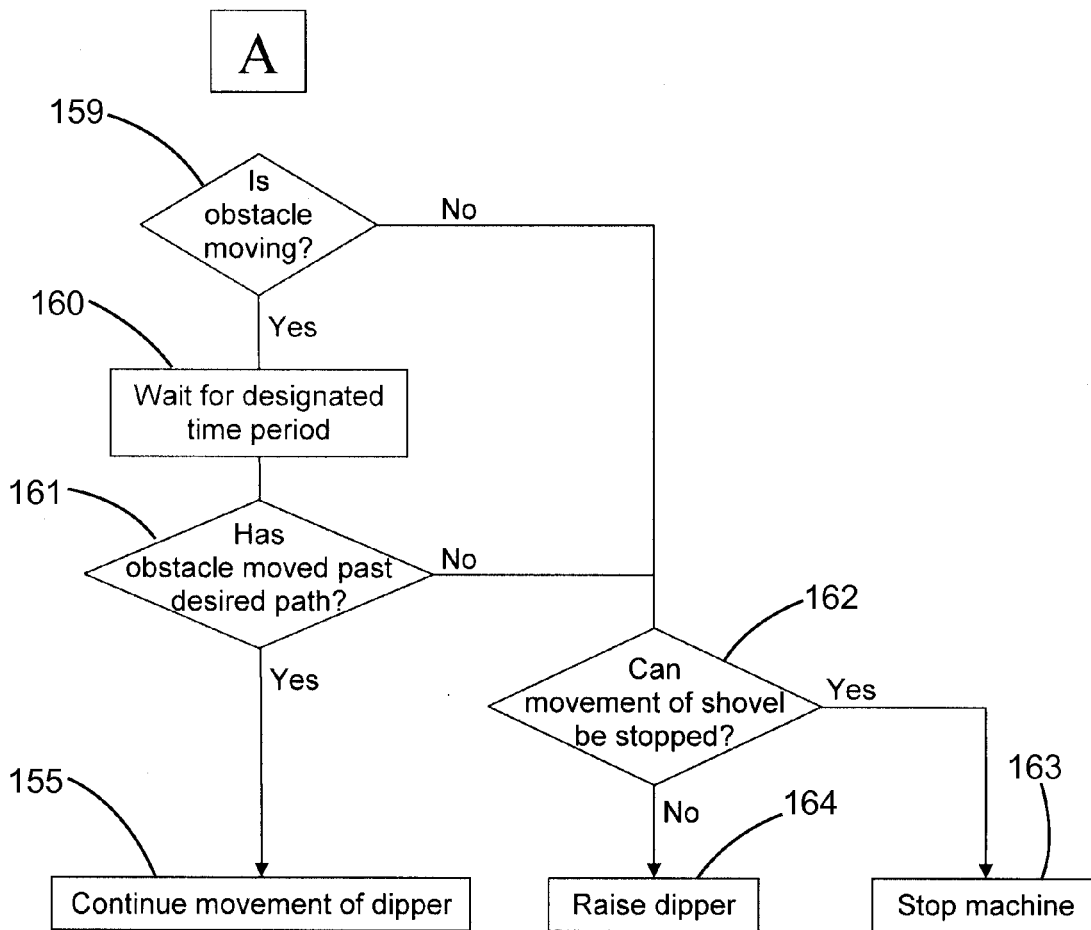 A
159
Is
obstacle
moving?
No
160
Yes
Wait for designated
time period
161
Has
obstacle moved past
desired path?
No
162
Yes
Can
movement of shovel
be stopped?
Yes
155
163
No
164
Continue movement of dipper
Raise dipper
Stop machine